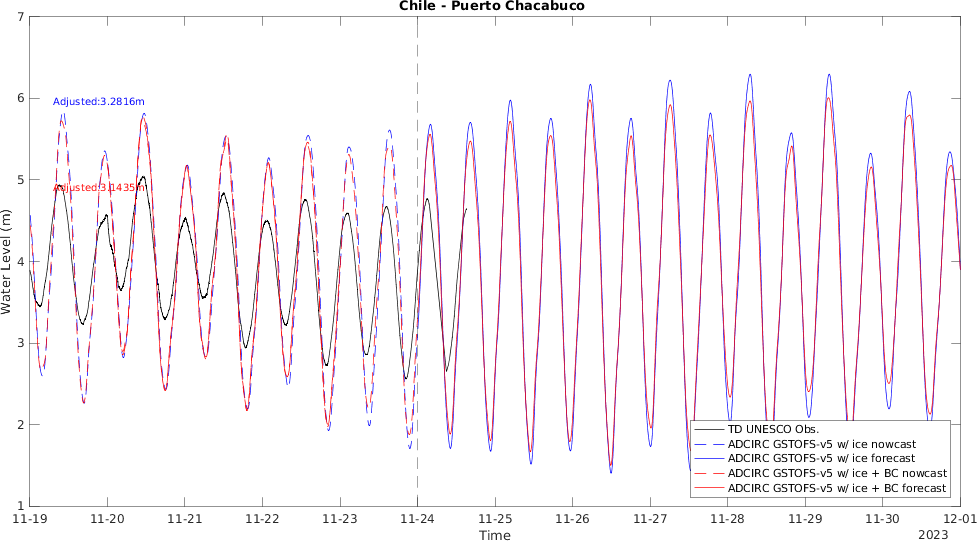 Chile - Puerto Chacabuco
7
6
5
4
3
2
1
Water Level (m)
Adjusted:3.2816m
Adjusted:3.1435m
TD UNESCO Obs.
ADCIRC GSTOFS-v5 w/ ice nowcast
ADCIRC GSTOFS-v5 w/ ice forecast
ADCIRC GSTOFS-v5 w/ ice + BC nowcast
ADCIRC GSTOFS-v5 w/ ice + BC forecast
11-19 11-20 11-21 11-22 11-23 11-24 11-25 11-26 11-27 11-28 11-29 11-30 12-01
Time
2023